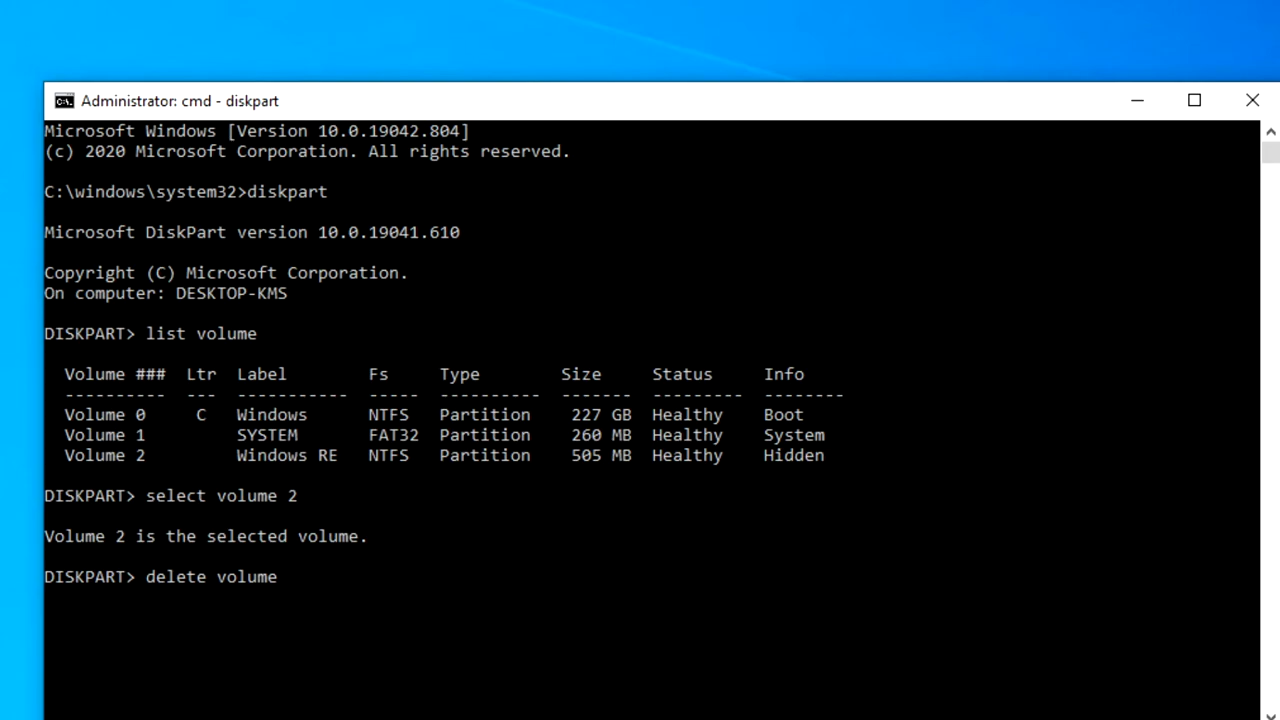 Administrator: cmd - diskpart
Microsoft Windows [Version 10.0.19042.804]
(c) 2020 Microsoft Corporation. All rights reserved.
C:\windows\system32>diskpart
Microsoft DiskPart version 10.0.19041.610
Copyright (C) Microsoft Corporation.
On computer: DESKTOP-KMS
DISKPART> list volume
Volume ###  Ltr  Label        Fs     Type        Size     Status     Info
----------  ---  -----------  -----  ----------  -------  ---------  --------
Volume 0     C   Windows      NTFS   Partition    227 GB  Healthy    Boot
Volume 1         SYSTEM       FAT32  Partition    260 MB  Healthy    System
Volume 2         Windows RE   NTFS   Partition    505 MB  Healthy    Hidden
DISKPART> select volume 2
Volume 2 is the selected volume.
DISKPART> delete volume